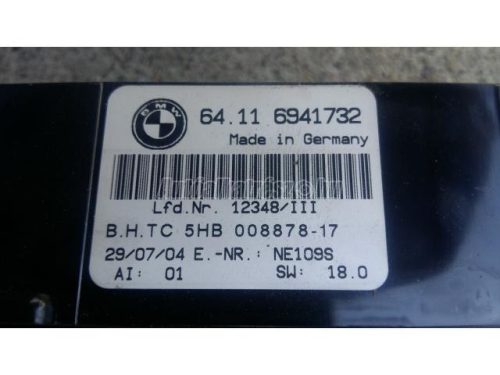 BMW
64.11 6941732
Made in Germany
Lfd.Nr. 12348/III
B.H.TC 5HB 008878-17
29/07/04 E.-NR.: NE109S
AI: 01 SW: 18.0